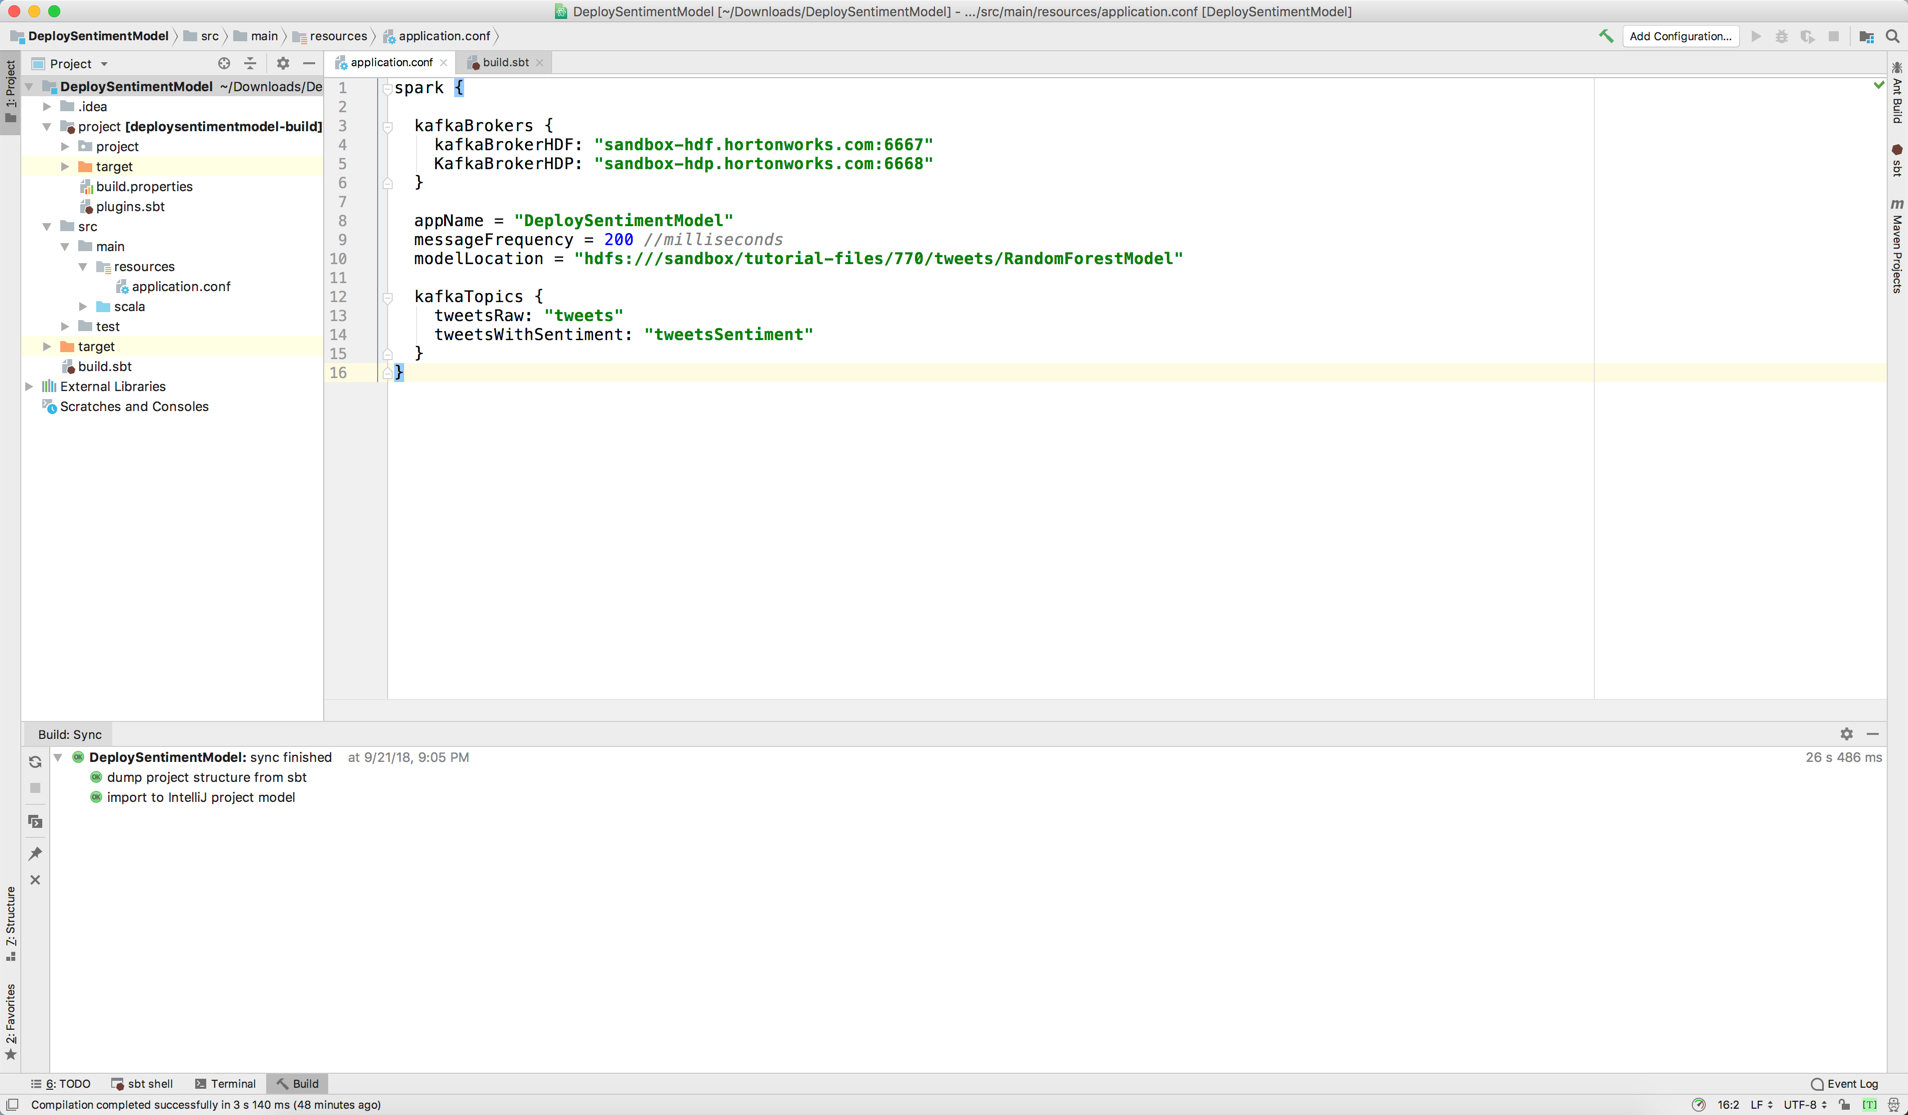 DeploySentimentModel [~/Downloads/DeploySentimentModel] - .../src/main/resources/application.conf [DeploySentimentModel]
DeploySentimentModel src main resources application.conf
Add Configuration...
1: Project
Project
application.conf
build.sbt
DeploySentimentModel ~/Downloads/De
.idea
project [deploysentimentmodel-build]
project
target
build.properties
plugins.sbt
src
main
resources
application.conf
scala
test
target
build.sbt
External Libraries
Scratches and Consoles
1 spark {
2
3 kafkaBrokers {
4 kafkaBrokerHDF: "sandbox-hdf.hortonworks.com:6667"
5 KafkaBrokerHDP: "sandbox-hdp.hortonworks.com:6668"
6 }
7
8 appName = "DeploySentimentModel"
9 messageFrequency = 200 //milliseconds
10 modelLocation = "hdfs:///sandbox/tutorial-files/770/tweets/RandomForestModel"
11
12 kafkaTopics {
13 tweetsRaw: "tweets"
14 tweetsWithSentiment: "tweetsSentiment"
15 }
16 }
Ant Build
sbt
m Maven Projects
Build: Sync
DeploySentimentModel: sync finished at 9/21/18, 9:05 PM 26 s 486 ms
OK dump project structure from sbt
OK import to IntelliJ project model
Z: Structure
2: Favorites
6: TODO sbt shell Terminal Build Event Log
Compilation completed successfully in 3 s 140 ms (48 minutes ago) 16:2 LF UTF-8 [T]